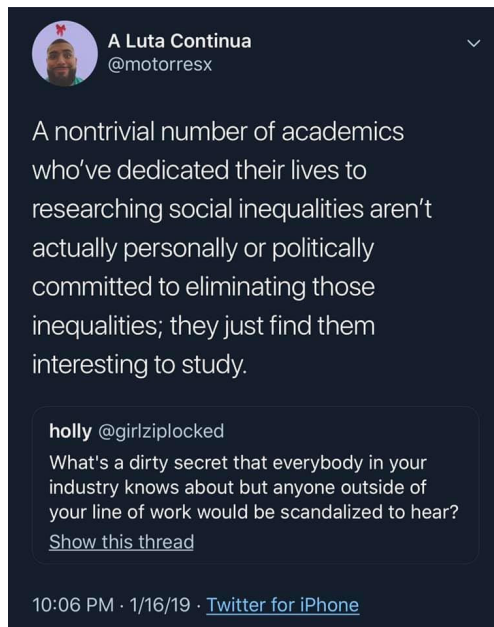 A Luta Continua
@motorresx
A nontrivial number of academics
who've dedicated their lives to
researching social inequalities aren't
actually personally or politically
committed to eliminating those
inequalities; they just find them
interesting to study.
holly @girlziplocked
What's a dirty secret that everybody in your
industry knows about but anyone outside of
your line of work would be scandalized to hear?
Show this thread
10:06 PM · 1/16/19 · Twitter for iPhone